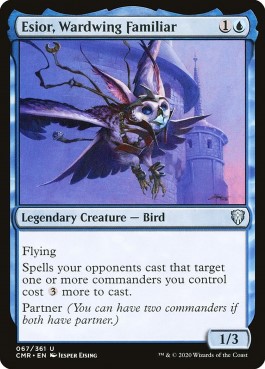 Esior, Wardwing Familiar 1
Legendary Creature — Bird
Flying
Spells your opponents cast that target
one or more commanders you control
cost 3 more to cast.
Partner (You can have two commanders if
both have partner.)
1/3
067/361 U
CMR • EN Jesper Ejsing
™ & © 2020 Wizards of the Coast